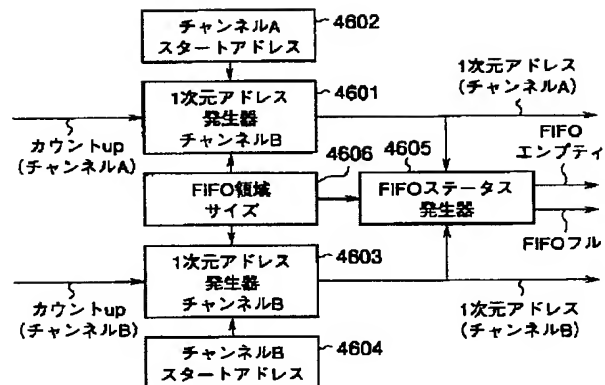 チャンネルA
スタートアドレス
4602
1次元アドレス
発生器
チャンネルB
4601
1次元アドレス
(チャンネルA)
カウントup
(チャンネルA)
4606
4605
FIFO
エンプティ
FIFO領域
サイズ
FIFOステータス
発生器
FIFOフル
1次元アドレス
発生器
チャンネルB
4603
カウントup
(チャンネルB)
1次元アドレス
(チャンネルB)
チャンネルB
スタートアドレス
4604